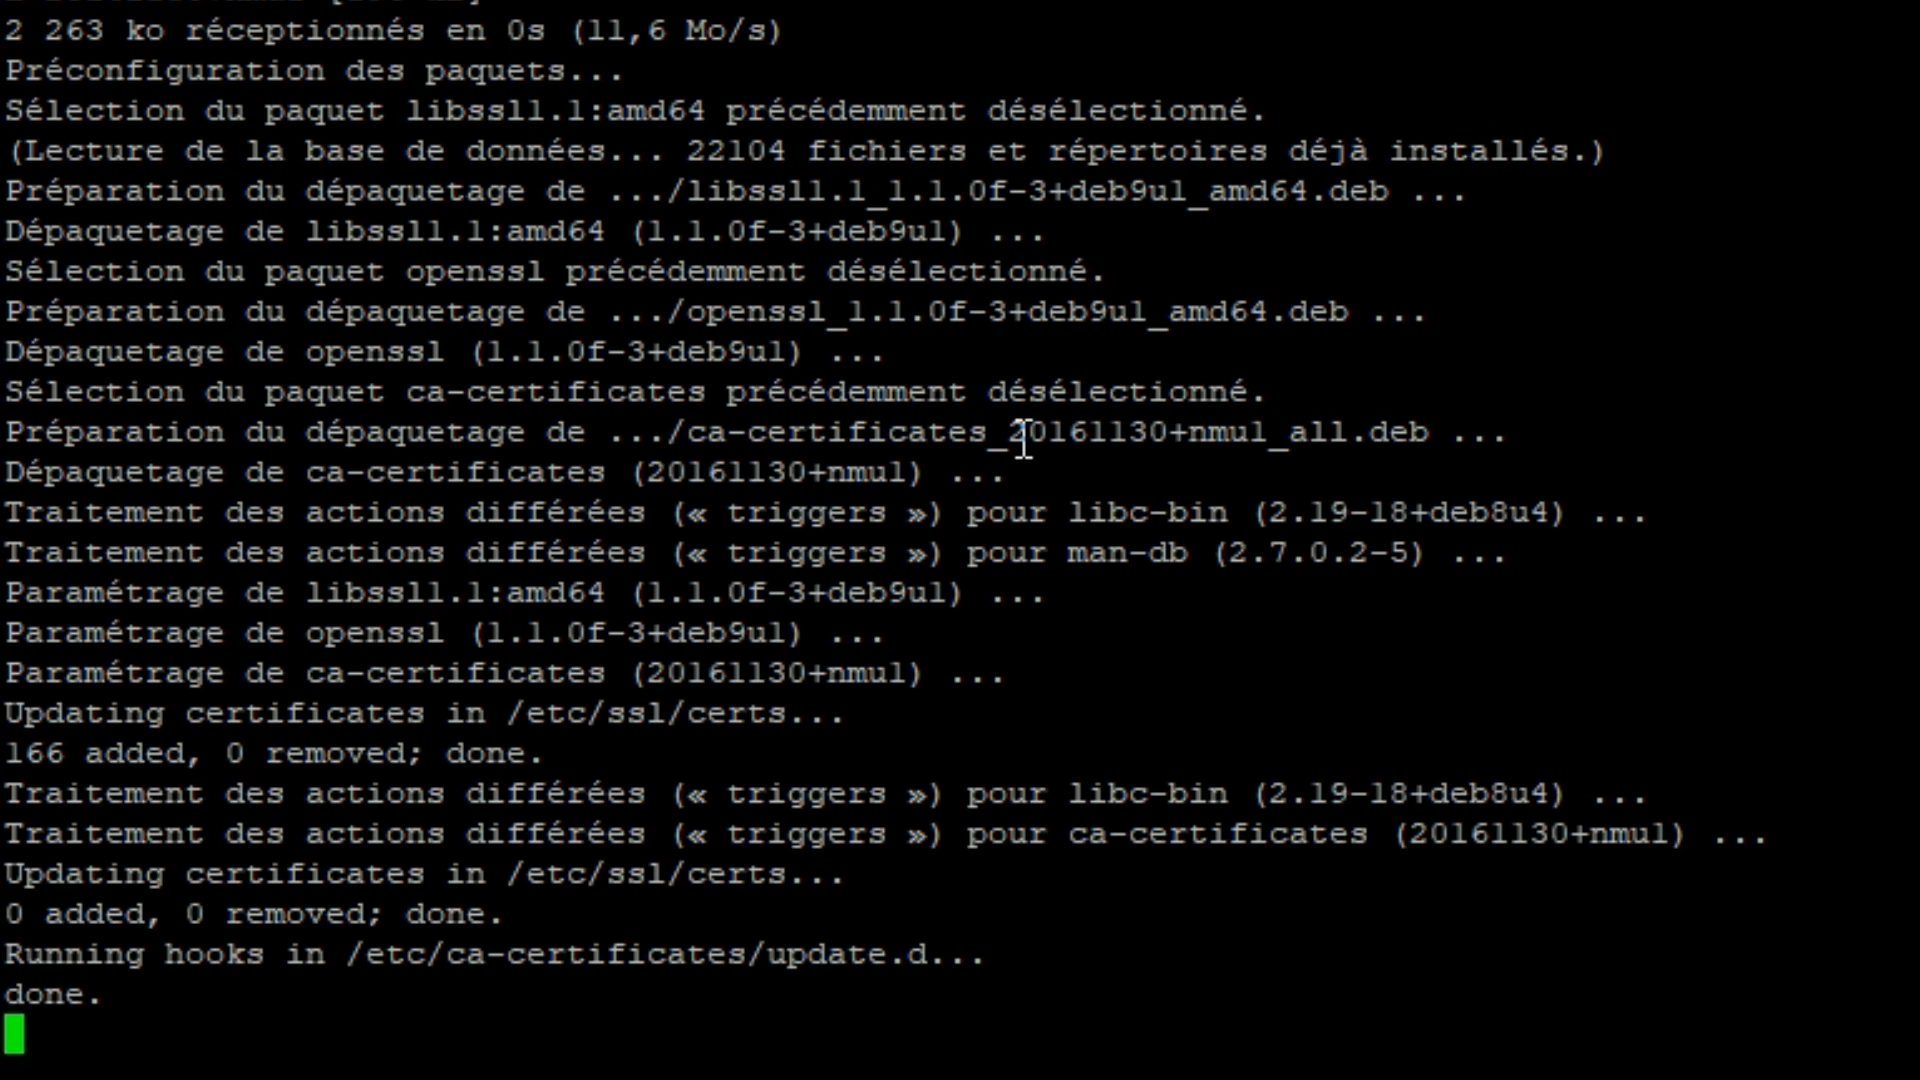 2 263 ko réceptionnés en 0s (11,6 Mo/s)
Préconfiguration des paquets...
Sélection du paquet libssl1.1:amd64 précédemment désélectionné.
(Lecture de la base de données... 22104 fichiers et répertoires déjà installés.)
Préparation du dépaquetage de .../libssl1.1_1.1.0f-3+deb9u1_amd64.deb ...
Dépaquetage de libssl1.1:amd64 (1.1.0f-3+deb9u1) ...
Sélection du paquet openssl précédemment désélectionné.
Préparation du dépaquetage de .../openssl_1.1.0f-3+deb9u1_amd64.deb ...
Dépaquetage de openssl (1.1.0f-3+deb9u1) ...
Sélection du paquet ca-certificates précédemment désélectionné.
Préparation du dépaquetage de .../ca-certificates_20161130+nmu1_all.deb ...
Dépaquetage de ca-certificates (20161130+nmu1) ...
Traitement des actions différées (« triggers ») pour libc-bin (2.19-18+deb8u4) ...
Traitement des actions différées (« triggers ») pour man-db (2.7.0.2-5) ...
Paramétrage de libssl1.1:amd64 (1.1.0f-3+deb9u1) ...
Paramétrage de openssl (1.1.0f-3+deb9u1) ...
Paramétrage de ca-certificates (20161130+nmu1) ...
Updating certificates in /etc/ssl/certs...
166 added, 0 removed; done.
Traitement des actions différées (« triggers ») pour libc-bin (2.19-18+deb8u4) ...
Traitement des actions différées (« triggers ») pour ca-certificates (20161130+nmu1) ...
Updating certificates in /etc/ssl/certs...
0 added, 0 removed; done.
Running hooks in /etc/ca-certificates/update.d...
done.